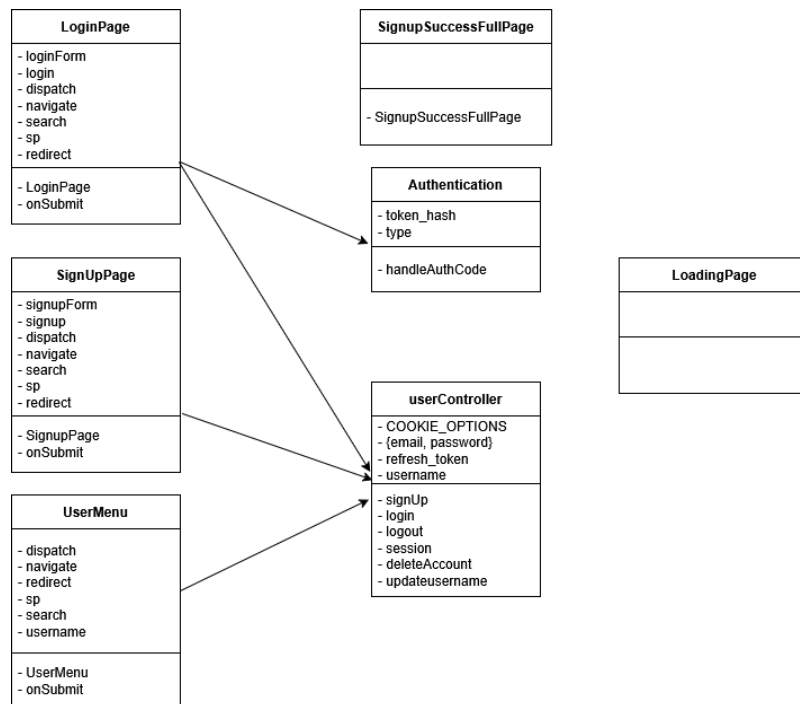 LoginPage
- loginForm
- login
- dispatch
- navigate
- search
- sp
- redirect
- LoginPage
- onSubmit
SignupSuccessFullPage
- SignupSuccessFullPage
Authentication
- token_hash
- type
- handleAuthCode
SignUpPage
- signupForm
- signup
- dispatch
- navigate
- search
- sp
- redirect
- SignupPage
- onSubmit
LoadingPage
userController
- COOKIE_OPTIONS
- {email, password}
- refresh_token
- username
- signUp
- login
- logout
- session
- deleteAccount
- updateusername
UserMenu
- dispatch
- navigate
- redirect
- sp
- search
- username
- UserMenu
- onSubmit